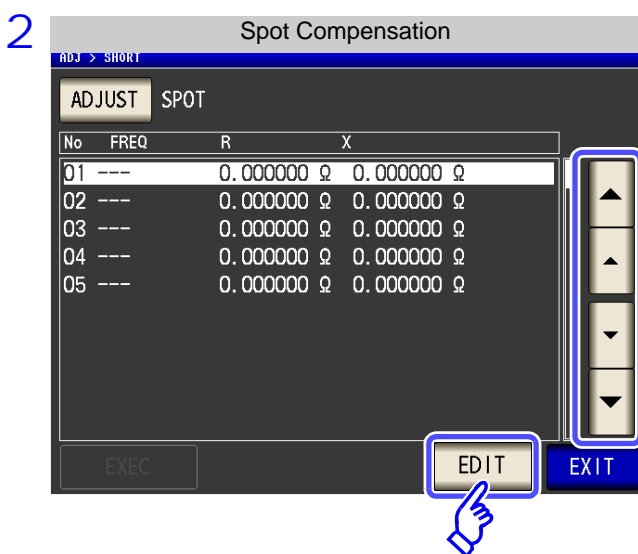 2
Spot Compensation
ADJ > SHORT
ADJUST SPOT
No FREQ R X
01 --- 0.000000 Ω 0.000000 Ω
02 --- 0.000000 Ω 0.000000 Ω
03 --- 0.000000 Ω 0.000000 Ω
04 --- 0.000000 Ω 0.000000 Ω
05 --- 0.000000 Ω 0.000000 Ω
EXEC EDIT EXIT